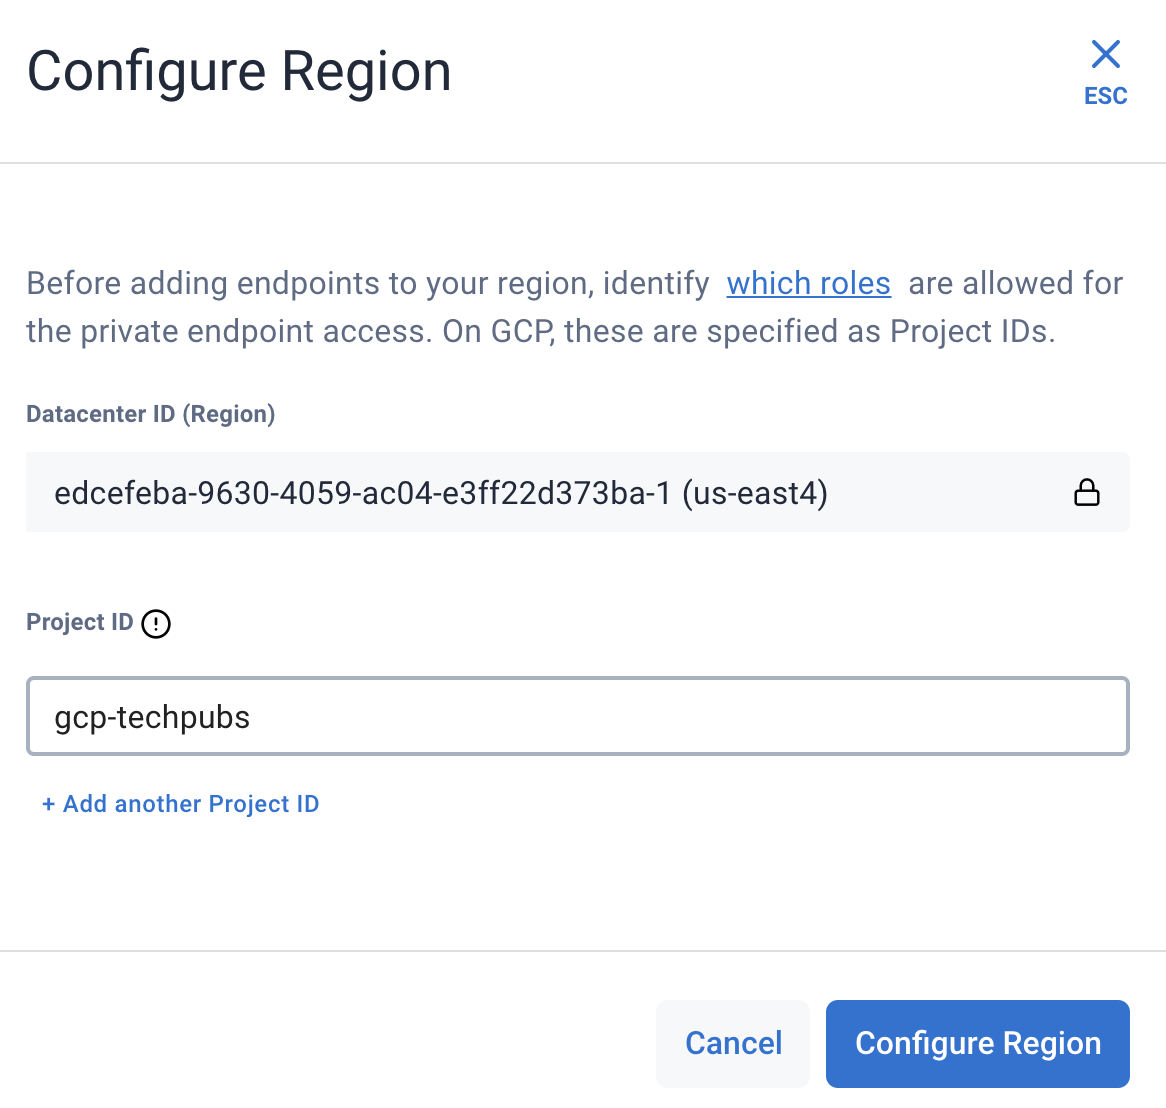 Configure Region
ESC
Before adding endpoints to your region, identify which roles are allowed for
the private endpoint access. On GCP, these are specified as Project IDs.
Datacenter ID (Region)
edcefeba-9630-4059-ac04-e3ff22d373ba-1 (us-east4)
Project ID
gcp-techpubs
+ Add another Project ID
Cancel
Configure Region